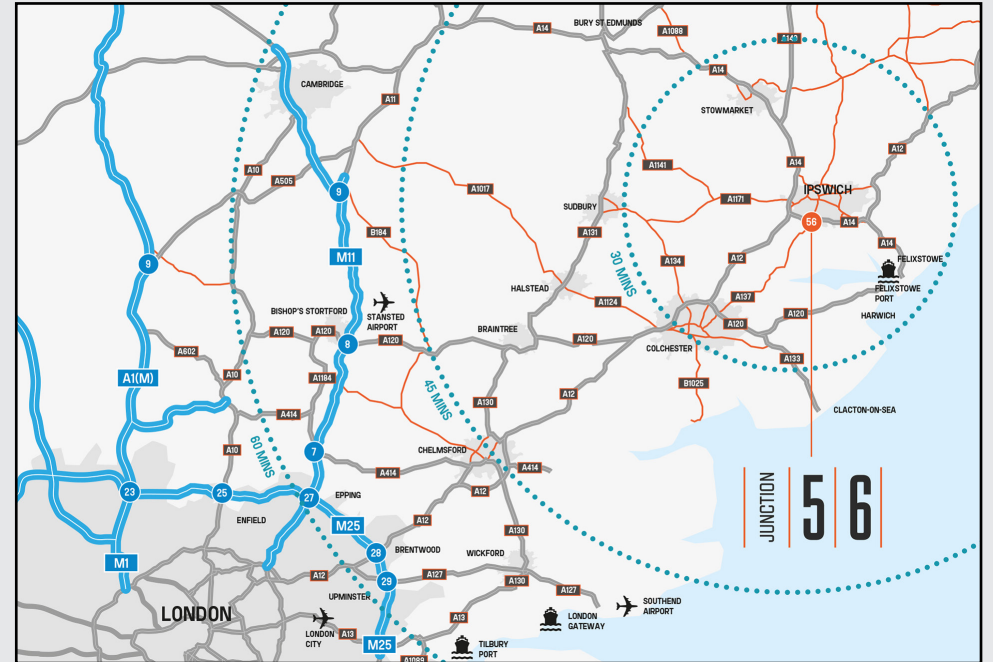 A14
BURY ST EDMUNDS
A1088
A140
CAMBRIDGE
A14
STOWMARKET
A11
A12
A10
A505
A1141
A14
9
A1017
A1171
IPSWICH
SUDBURY
56
A14
B184
A131
A14
9
M11
A134
A12
FELIXSTOWE
30 MINS
HALSTEAD
A137
FELIXSTOWE
PORT
STANSTED
AIRPORT
A1124
BISHOP'S STORTFORD
A120
HARWICH
A120
A120
BRAINTREE
A120
8
A120
A120
A602
COLCHESTER
A133
A1(M)
A10
A1184
45 MINS
B1025
A130
A12
CLACTON-ON-SEA
A414
A10
60 MINS
7
CHELMSFORD
A414
A414
23
25
27
EPPING
A12
JUNCTION
56
ENFIELD
M25
A12
A130
M1
28
BRENTWOOD
WICKFORD
A12
29
A127
A130
A127
UPMINSTER
LONDON
SOUTHEND
AIRPORT
LONDON
GATEWAY
A13
LONDON
CITY
A13
M25
TILBURY
PORT
A1089